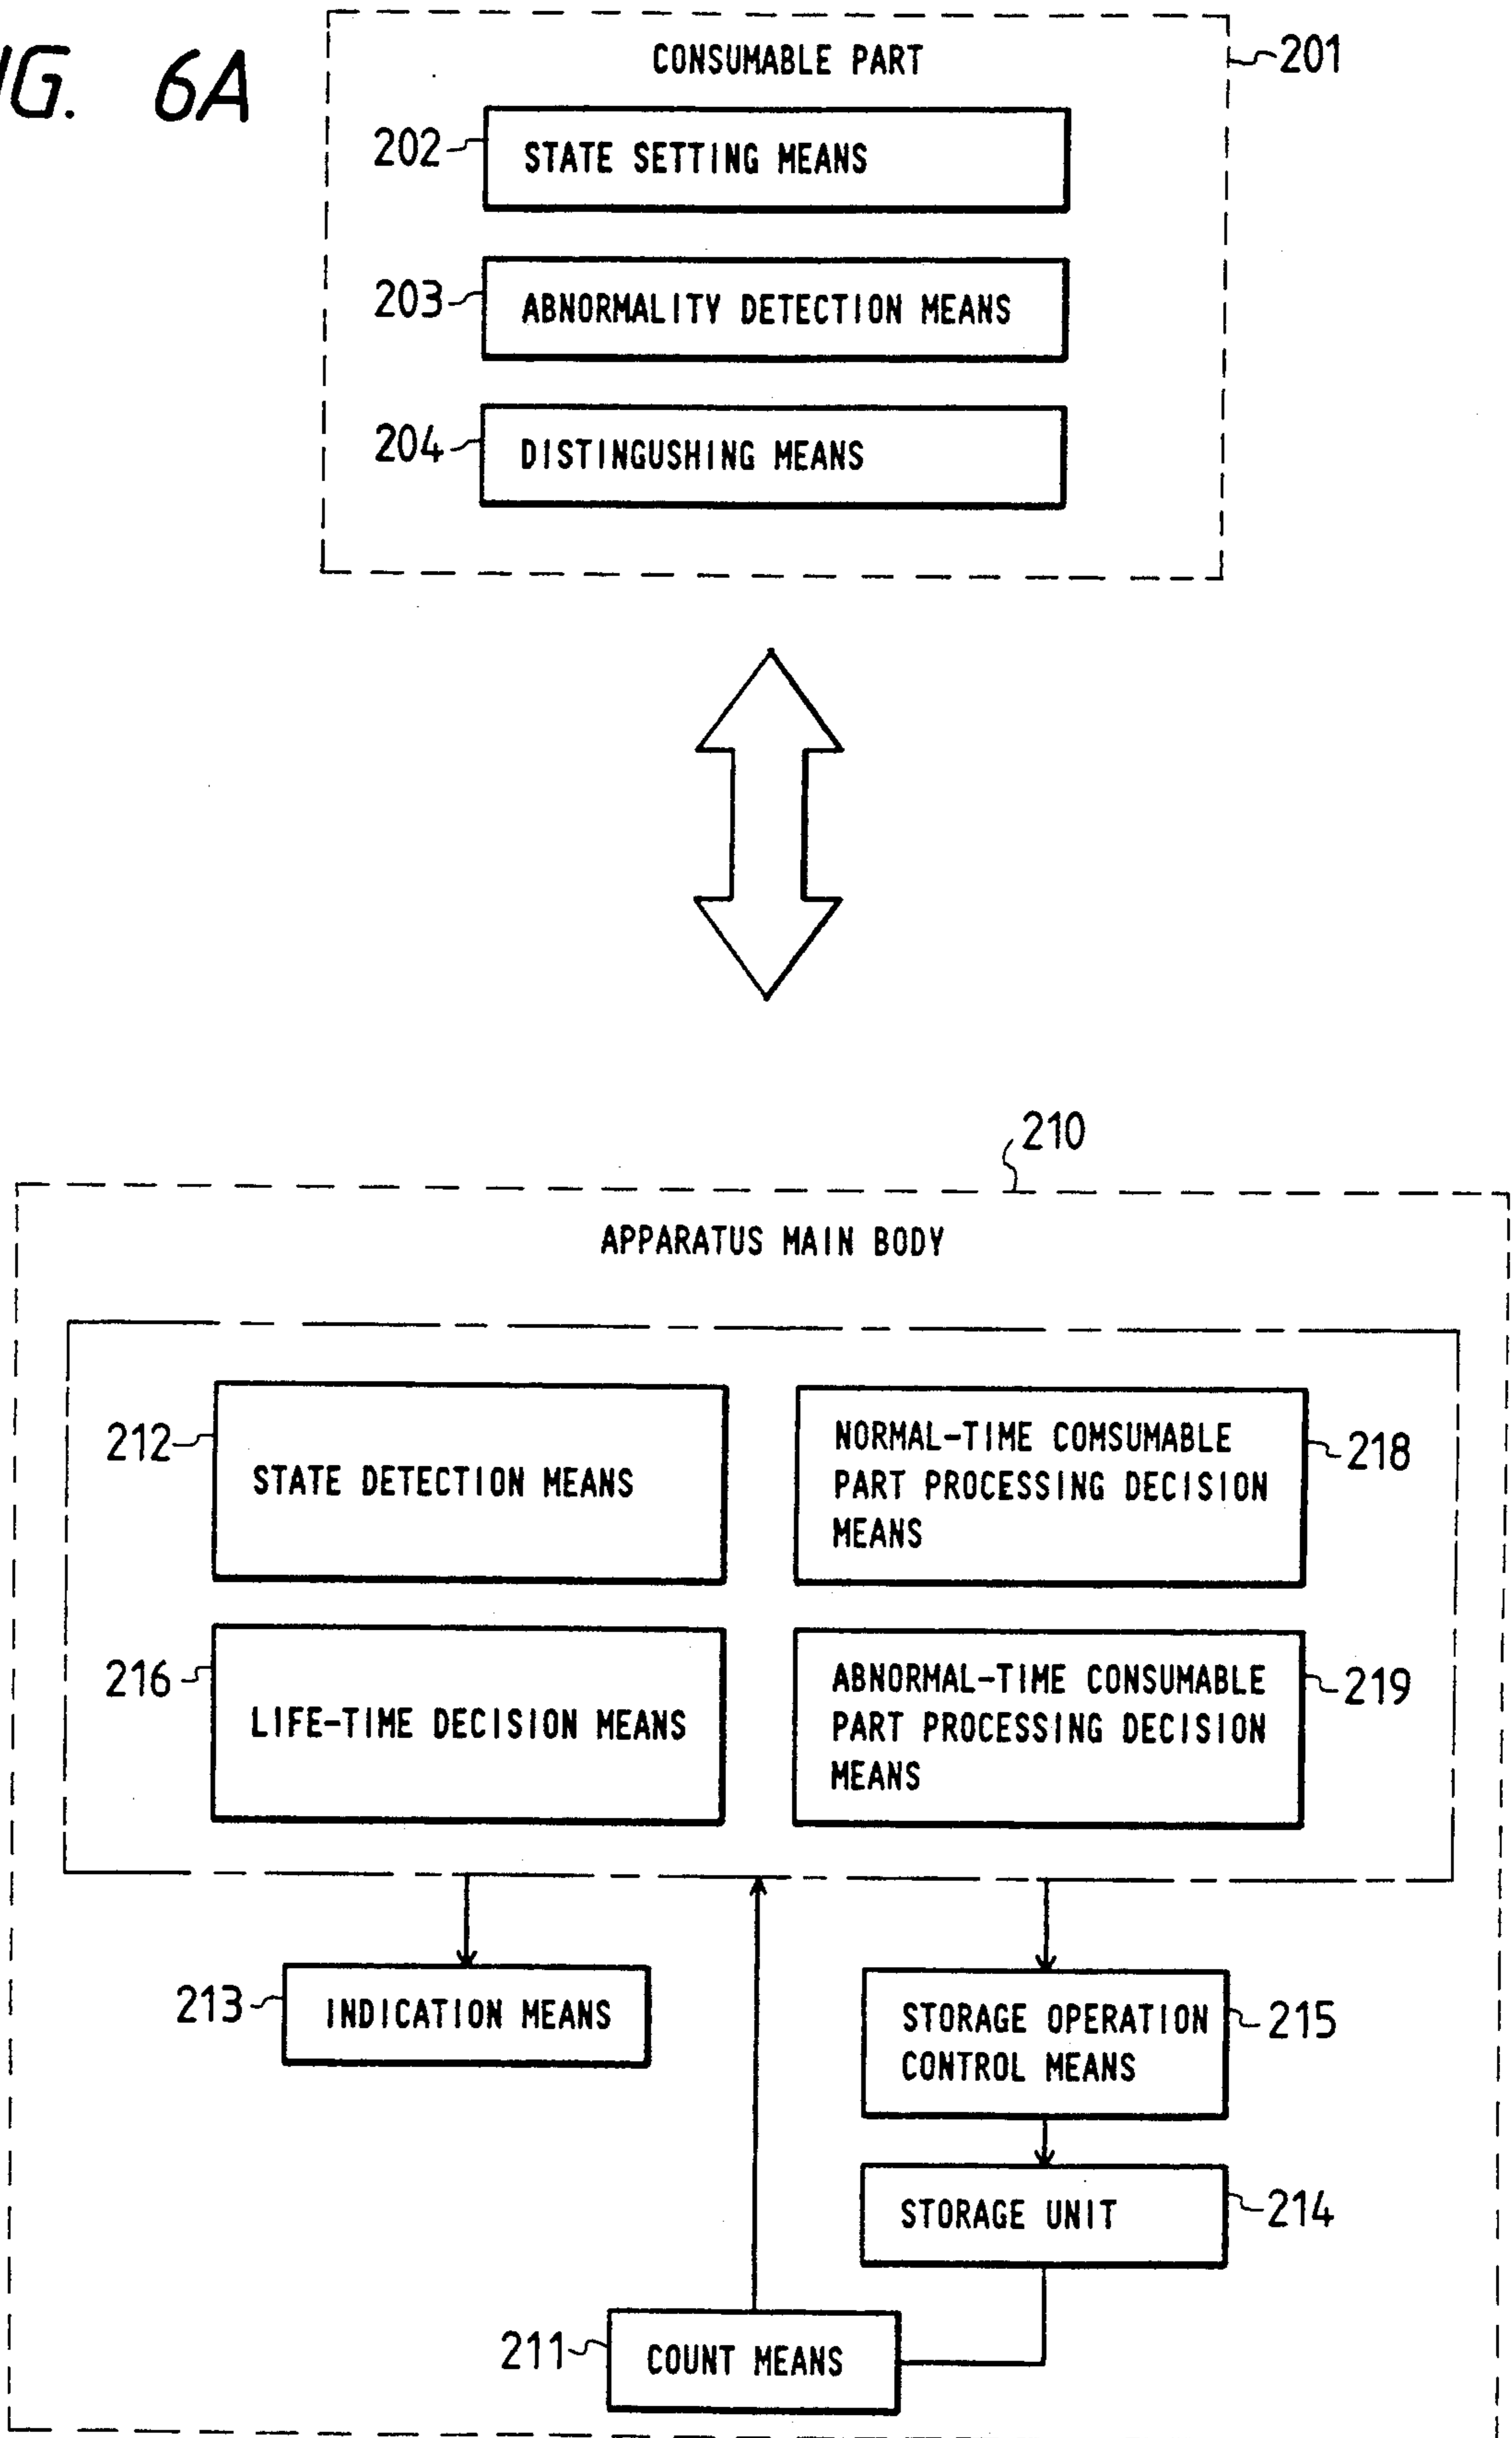 IG. 6A
CONSUMABLE PART
201
202
STATE SETTING MEANS
203
ABNORMALITY DETECTION MEANS
204
DISTINGUSHING MEANS
210
APPARATUS MAIN BODY
212
STATE DETECTION MEANS
NORMAL-TIME COMSUMABLE
PART PROCESSING DECISION
MEANS
218
216
LIFE-TIME DECISION MEANS
ABNORMAL-TIME CONSUMABLE
PART PROCESSING DECISION
MEANS
219
213
INDICATION MEANS
STORAGE OPERATION
CONTROL MEANS
215
STORAGE UNIT
214
211
COUNT MEANS